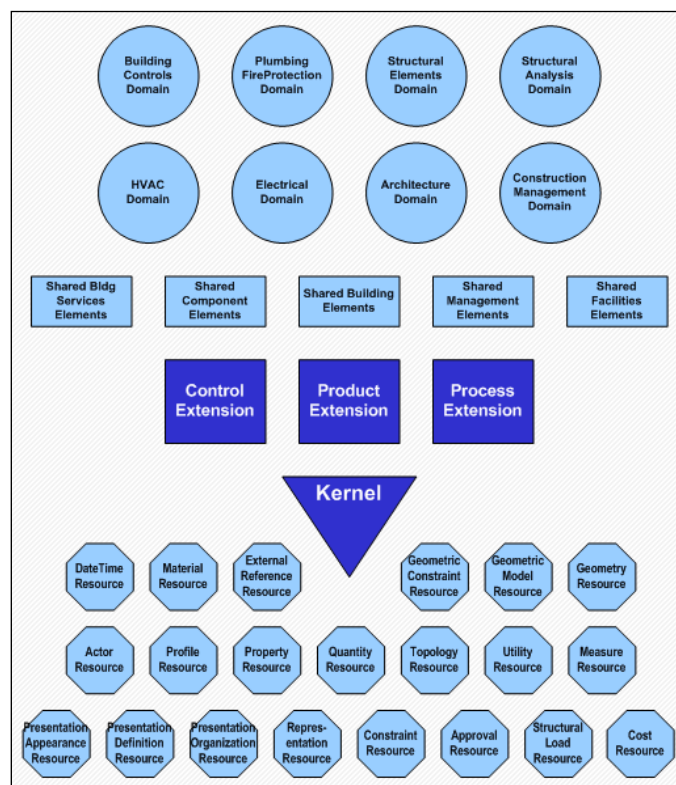 Building
Controls
Domain
Plumbing
FireProtection
Domain
Structural
Elements
Domain
Structural
Analysis
Domain
HVAC
Domain
Electrical
Domain
Architecture
Domain
Construction
Management
Domain
Shared Bldg
Services
Elements
Shared
Component
Elements
Shared Building
Elements
Shared
Management
Elements
Shared
Facilities
Elements
Control
Extension
Product
Extension
Process
Extension
Kernel
DateTime
Resource
Material
Resource
External
Reference
Resource
Geometric
Constraint
Resource
Geometric
Model
Resource
Geometry
Resource
Actor
Resource
Profile
Resource
Property
Resource
Quantity
Resource
Topology
Resource
Utility
Resource
Measure
Resource
Presentation
Appearance
Resource
Presentation
Definition
Resource
Presentation
Organization
Resource
Repres-
entation
Resource
Constraint
Resource
Approval
Resource
Structural
Load
Resource
Cost
Resource